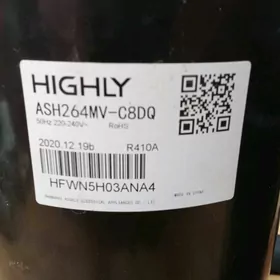 HIGHLY
ASH264MV-C8DQ
50Hz 220-240V~ RoHS
2020.12.19b R410A
HFWN5H03ANA4